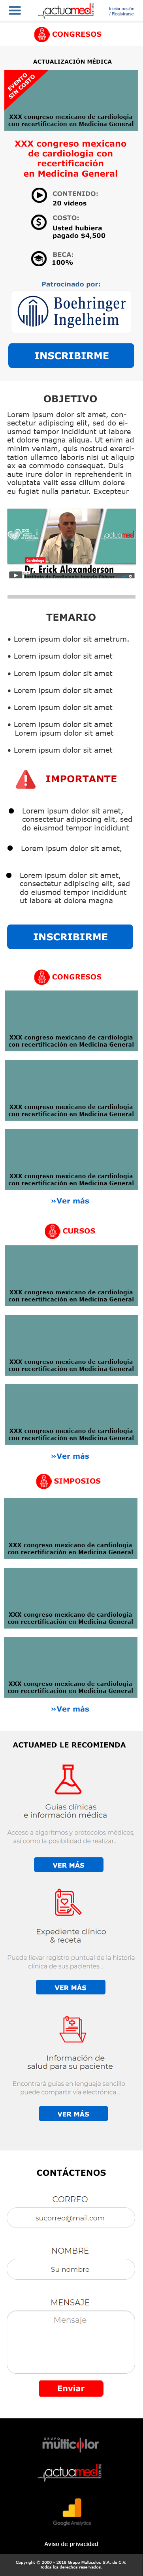 actuamed
Iniciar sesión
/ Registrarse
CONGRESOS
ACTUALIZACIÓN MÉDICA
EVENTO
SIN COSTO
XXX congreso mexicano de cardiología
con recertificación en Medicina General
XXX congreso mexicano
de cardiologia con
recertificación
en Medicina General
CONTENIDO:
20 videos
COSTO:
Usted hubiera
pagado $4,500
BECA:
100%
Patrocinado por:
Boehringer
Ingelheim
INSCRIBIRME
OBJETIVO
Lorem ipsum dolor sit amet, con-
sectetur adipisicing elit, sed do ei-
usmod tempor incididunt ut labore
et dolore magna aliqua. Ut enim ad
minim veniam, quis nostrud exerci-
tation ullamco laboris nisi ut aliquip
ex ea commodo consequat. Duis
aute irure dolor in reprehenderit in
voluptate velit esse cillum dolore
eu fugiat nulla pariatur. Excepteur
actuamed
Cardiólogo
Dr. Erick Alexanderson
TEMARIO
• Lorem ipsum dolor sit ametrum.
• Lorem ipsum dolor sit amet
• Lorem ipsum dolor sit amet
• Lorem ipsum dolor sit amet
• Lorem ipsum dolor sit amet
• Lorem ipsum dolor sit amet
Lorem ipsum dolor sit amet
• Lorem ipsum dolor sit amet
IMPORTANTE
• Lorem ipsum dolor sit amet,
consectetur adipiscing elit, sed
do eiusmod tempor incididunt
• Lorem ipsum dolor sit amet,
• Lorem ipsum dolor sit amet,
consectetur adipiscing elit, sed
do eiusmod tempor incididunt
ut labore et dolore magna
INSCRIBIRME
CONGRESOS
XXX congreso mexicano de cardiología
con recertificación en Medicina General
XXX congreso mexicano de cardiología
con recertificación en Medicina General
XXX congreso mexicano de cardiología
con recertificación en Medicina General
»Ver más
CURSOS
XXX congreso mexicano de cardiología
con recertificación en Medicina General
XXX congreso mexicano de cardiología
con recertificación en Medicina General
XXX congreso mexicano de cardiología
con recertificación en Medicina General
»Ver más
SIMPOSIOS
XXX congreso mexicano de cardiología
con recertificación en Medicina General
XXX congreso mexicano de cardiología
con recertificación en Medicina General
XXX congreso mexicano de cardiología
con recertificación en Medicina General
»Ver más
ACTUAMED LE RECOMIENDA
Guías clínicas
e información médica
Acceso a algoritmos y protocolos médicos,
así como la posibilidad de realizar...
VER MÁS
Expediente clínico
& receta
Puede llevar registro puntual de la historia
clínica de sus pacientes...
VER MÁS
Información de
salud para su paciente
Encontrará guías en lenguaje sencillo
puede compartir vía electrónica...
VER MÁS
CONTÁCTENOS
CORREO
sucorreo@mail.com
NOMBRE
Su nombre
MENSAJE
Mensaje
Enviar
GRUPO
multicolor
actuamed
Google Analytics
Aviso de privacidad
Copyright © 2000 - 2018 Grupo Multicolor, S.A. de C.V.
Todos los derechos reservados.